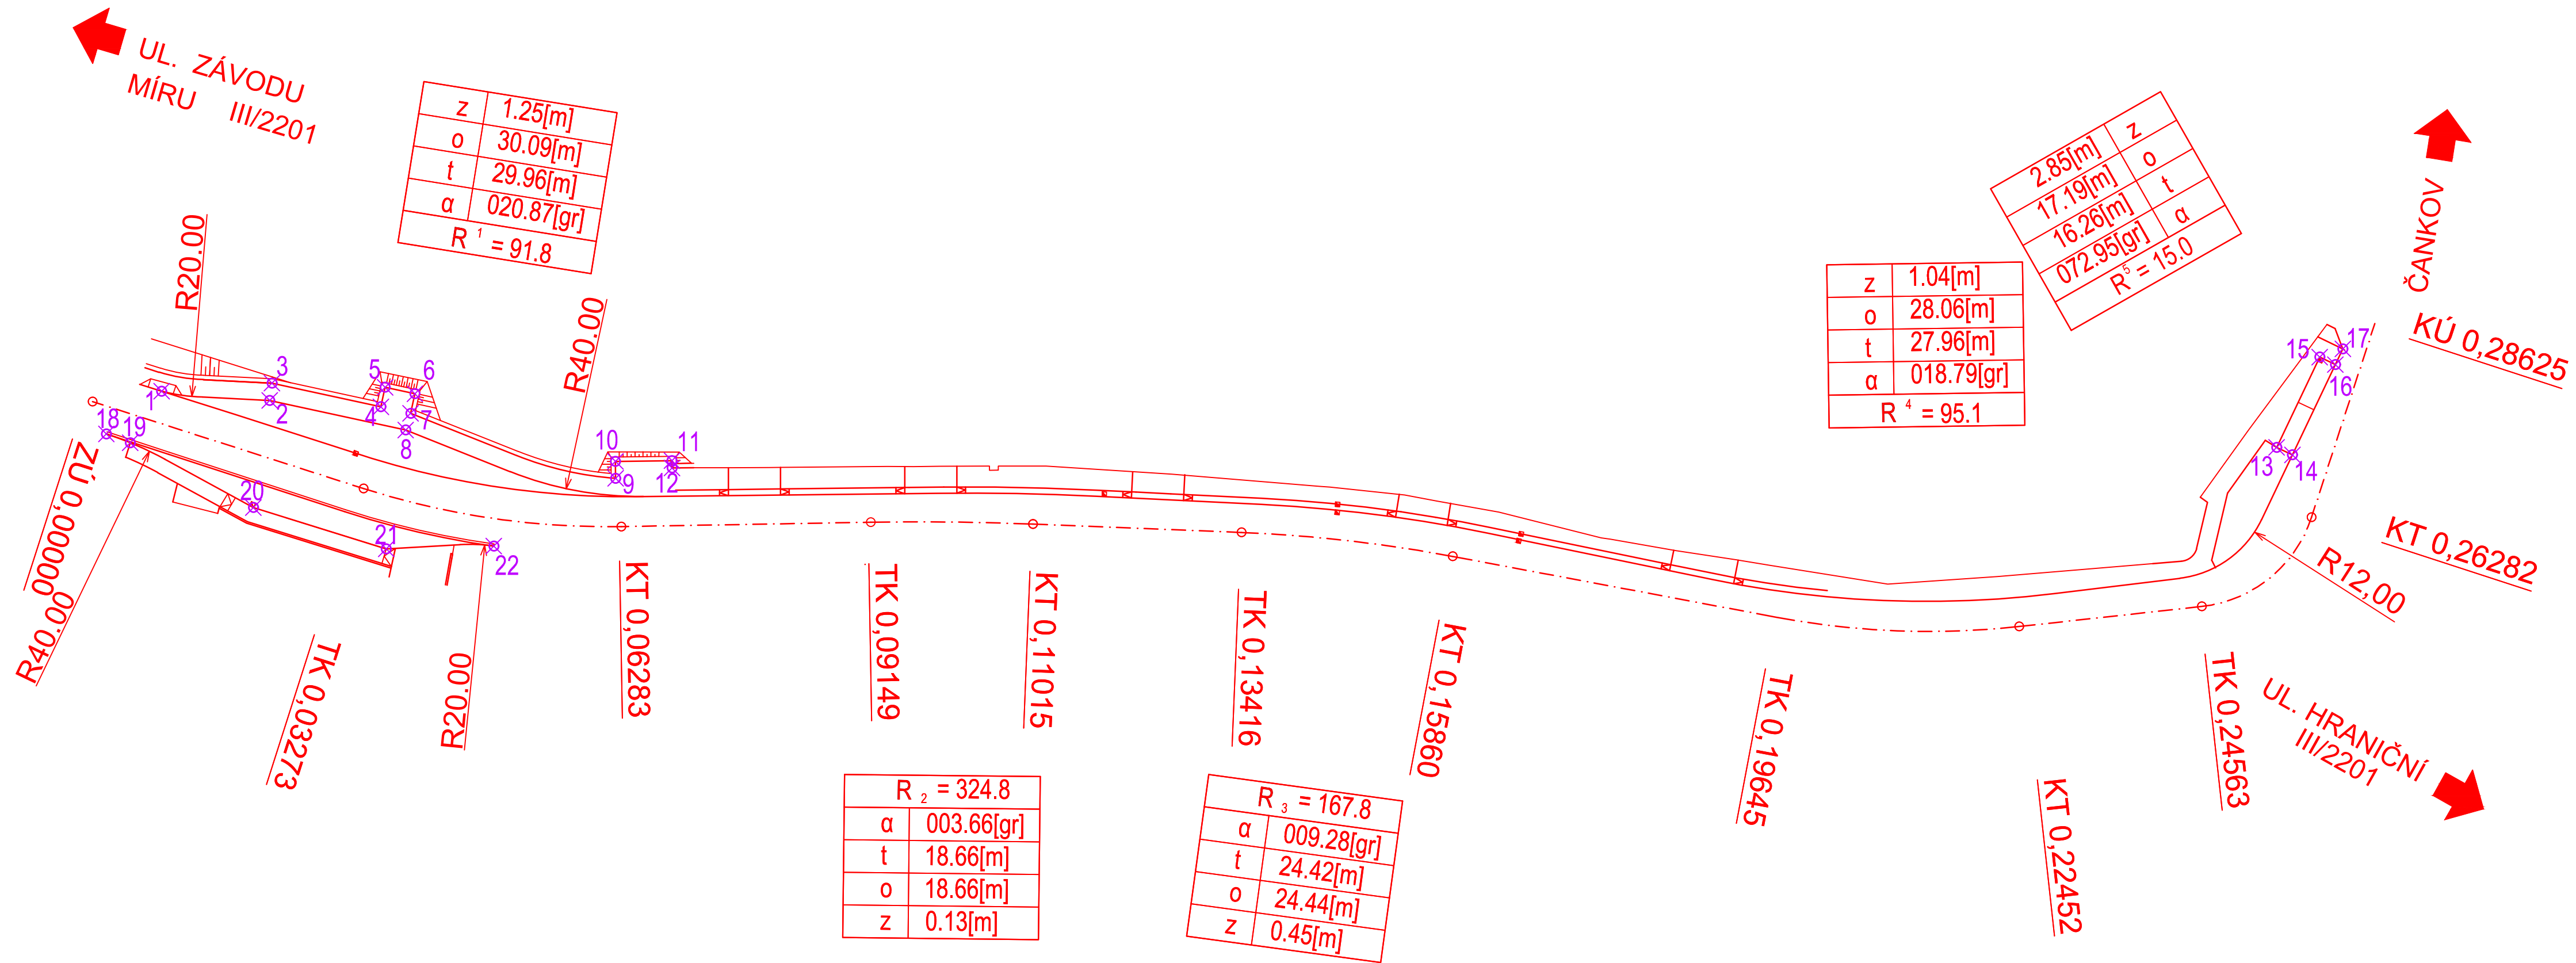 UL. ZÁVODU
MÍRU III/2201
z 1.25[m]
o 30.09[m]
t 29.96[m]
α 020.87[gr]
R 1 = 91.8
2.85[m] z
17.19[m] o
16.26[m] t
072.95[gr] α
R 5 = 15.0
ČANKOV
R20.00
R40.00
z 1.04[m]
o 28.06[m]
t 27.96[m]
α 018.79[gr]
R 4 = 95.1
KÚ 0,28625
1
2
3
4
5
6
7
8
9
10
11
12
13
14
15
16
17
18
19
20
21
22
ZÚ 0,00000
R40.00
TK 0,03273
R20.00
KT 0,06283
TK 0,09149
KT 0,11015
TK 0,13416
KT 0,15860
TK 0,19645
KT 0,22452
TK 0,24563
KT 0,26282
R12,00
UL. HRANIČNÍ
III/2201
R 2 = 324.8
α 003.66[gr]
t 18.66[m]
o 18.66[m]
z 0.13[m]
R 3 = 167.8
α 009.28[gr]
t 24.42[m]
o 24.44[m]
z 0.45[m]